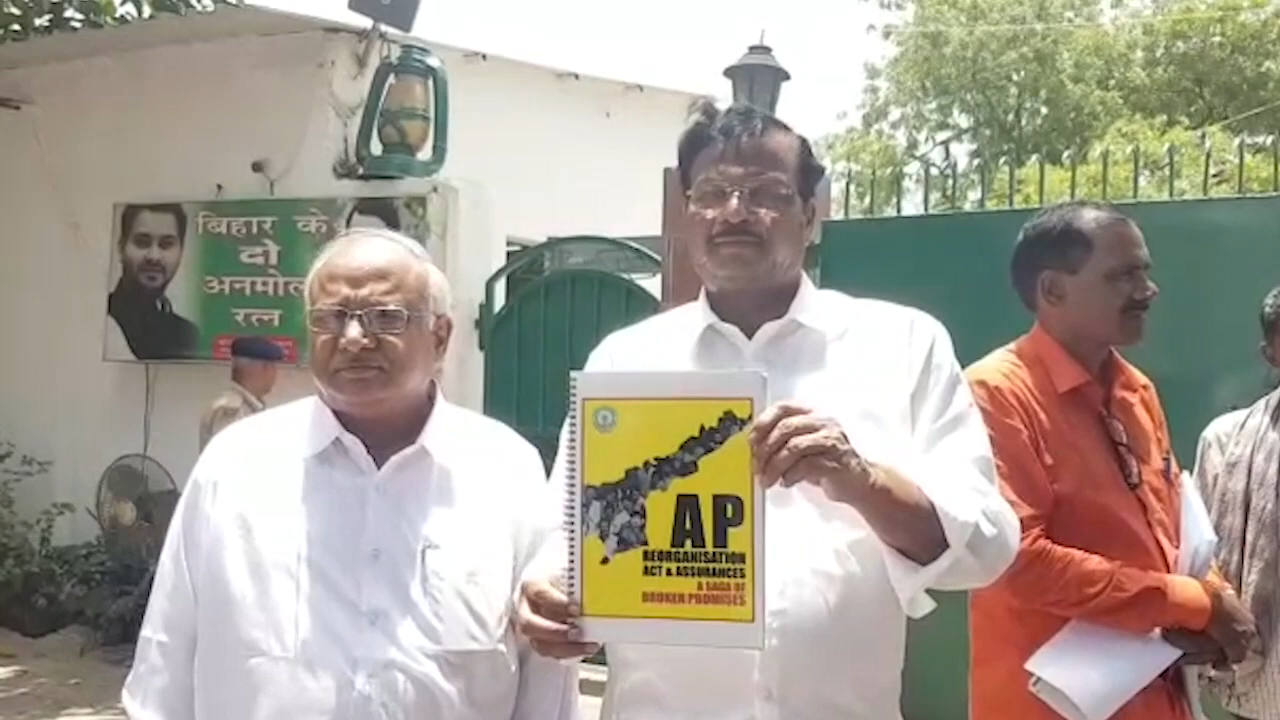 बिहार के
दो
अनमोल
रत्न
AP
REORGANISATION
ACT & ASSURANCES
A SAGA OF
BROKEN PROMISES